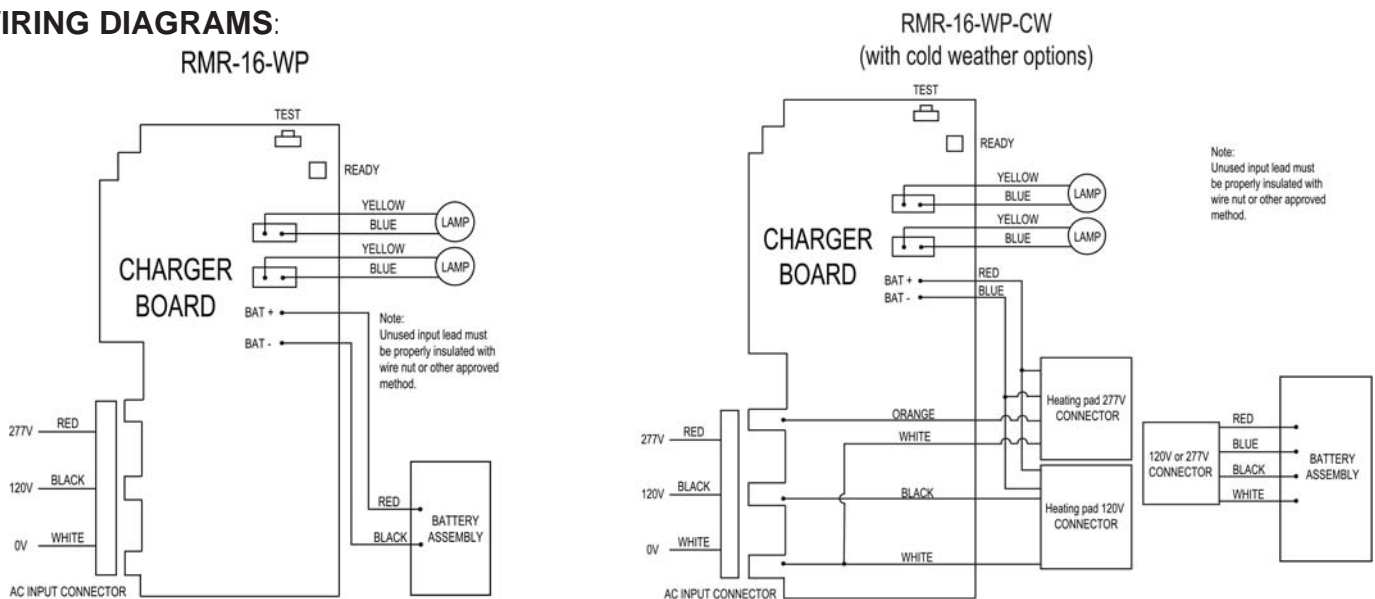 WIRING DIAGRAMS:
RMR-16-WP
TEST
READY
YELLOW
BLUE
LAMP
YELLOW
BLUE
LAMP
CHARGER
BOARD
BAT +
BAT -
Note:
Unused input lead must
be properly insulated with
wire nut or other approved
method.
277V
RED
120V
BLACK
0V
WHITE
AC INPUT CONNECTOR
RED
BLACK
BATTERY
ASSEMBLY
RMR-16-WP-CW
(with cold weather options)
TEST
READY
Note:
Unused input lead must
be properly insulated with
wire nut or other approved
method.
YELLOW
BLUE
LAMP
YELLOW
BLUE
LAMP
CHARGER
BOARD
BAT +
RED
BAT -
BLUE
Heating pad 277V
CONNECTOR
ORANGE
WHITE
277V
RED
120V
BLACK
0V
WHITE
AC INPUT CONNECTOR
BLACK
WHITE
Heating pad 120V
CONNECTOR
120V or 277V
CONNECTOR
RED
BLUE
BLACK
WHITE
BATTERY
ASSEMBLY